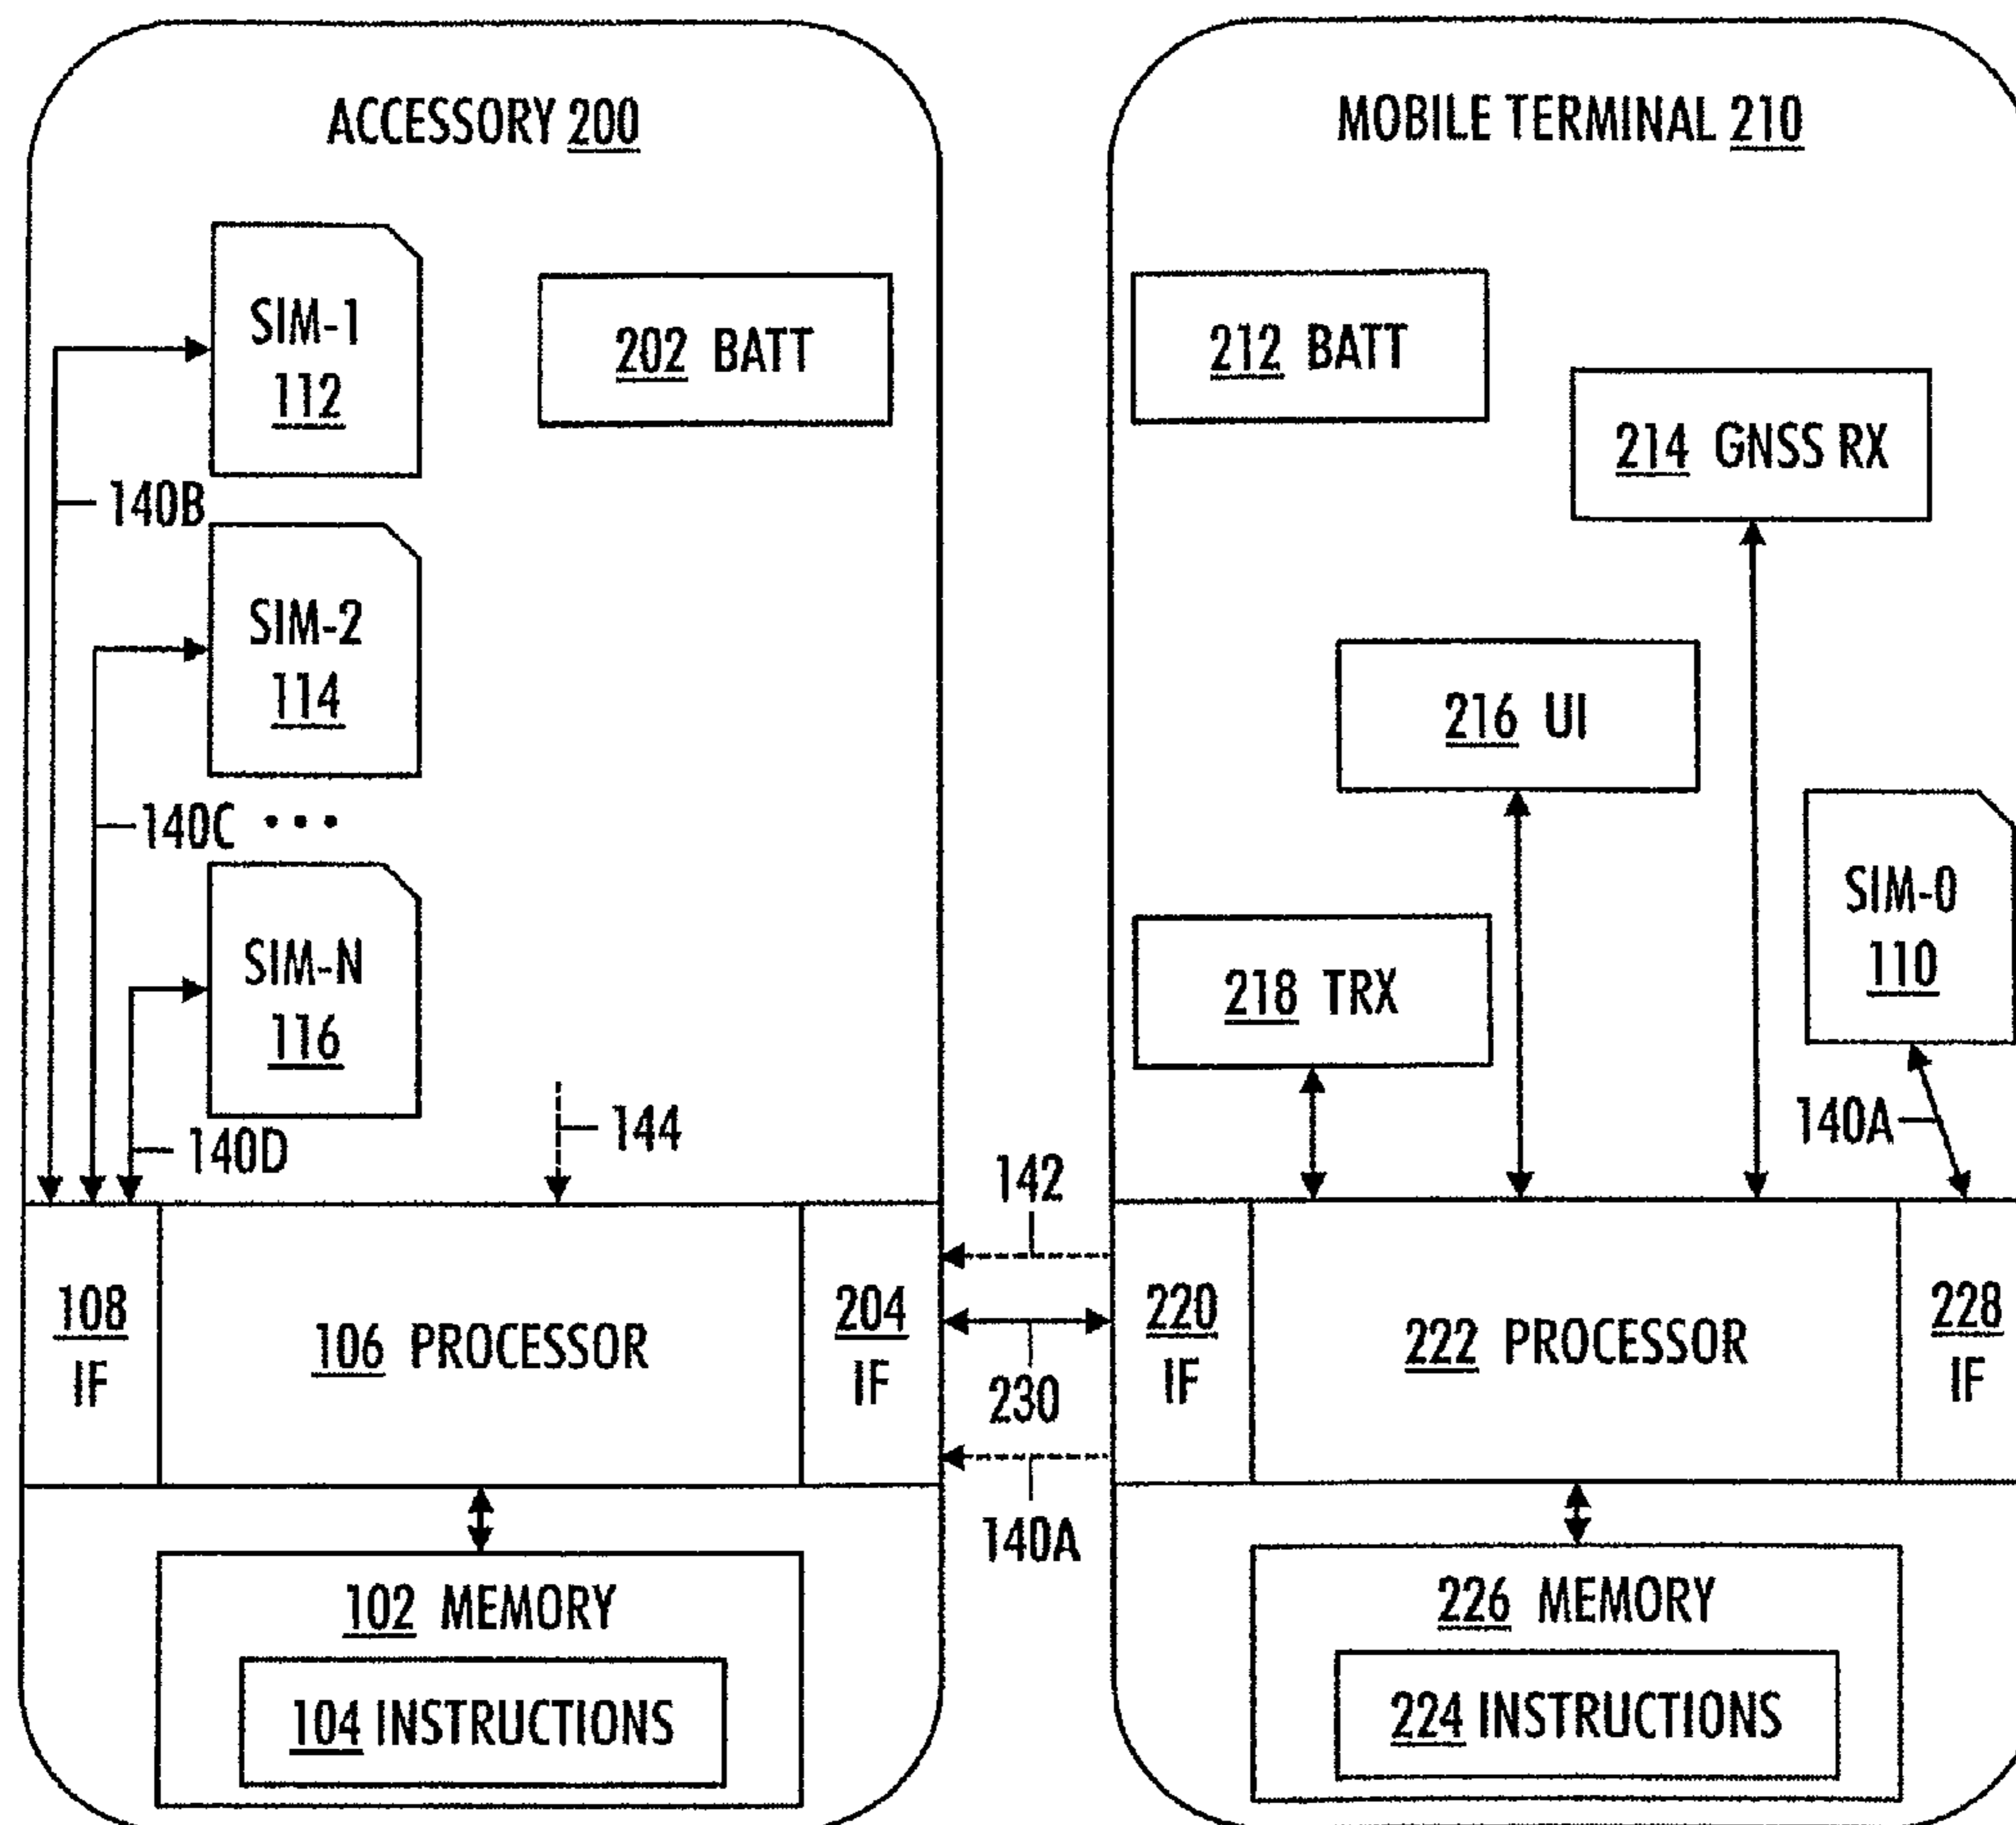 ACCESSORY 200
SIM-1
112
202 BATT
140B
SIM-2
114
140C
...
SIM-N
116
140D
144
108
IF
106 PROCESSOR
204
IF
102 MEMORY
104 INSTRUCTIONS
142
230
140A
MOBILE TERMINAL 210
212 BATT
214 GNSS RX
216 UI
218 TRX
SIM-0
110
140A
220
IF
222 PROCESSOR
228
IF
226 MEMORY
224 INSTRUCTIONS